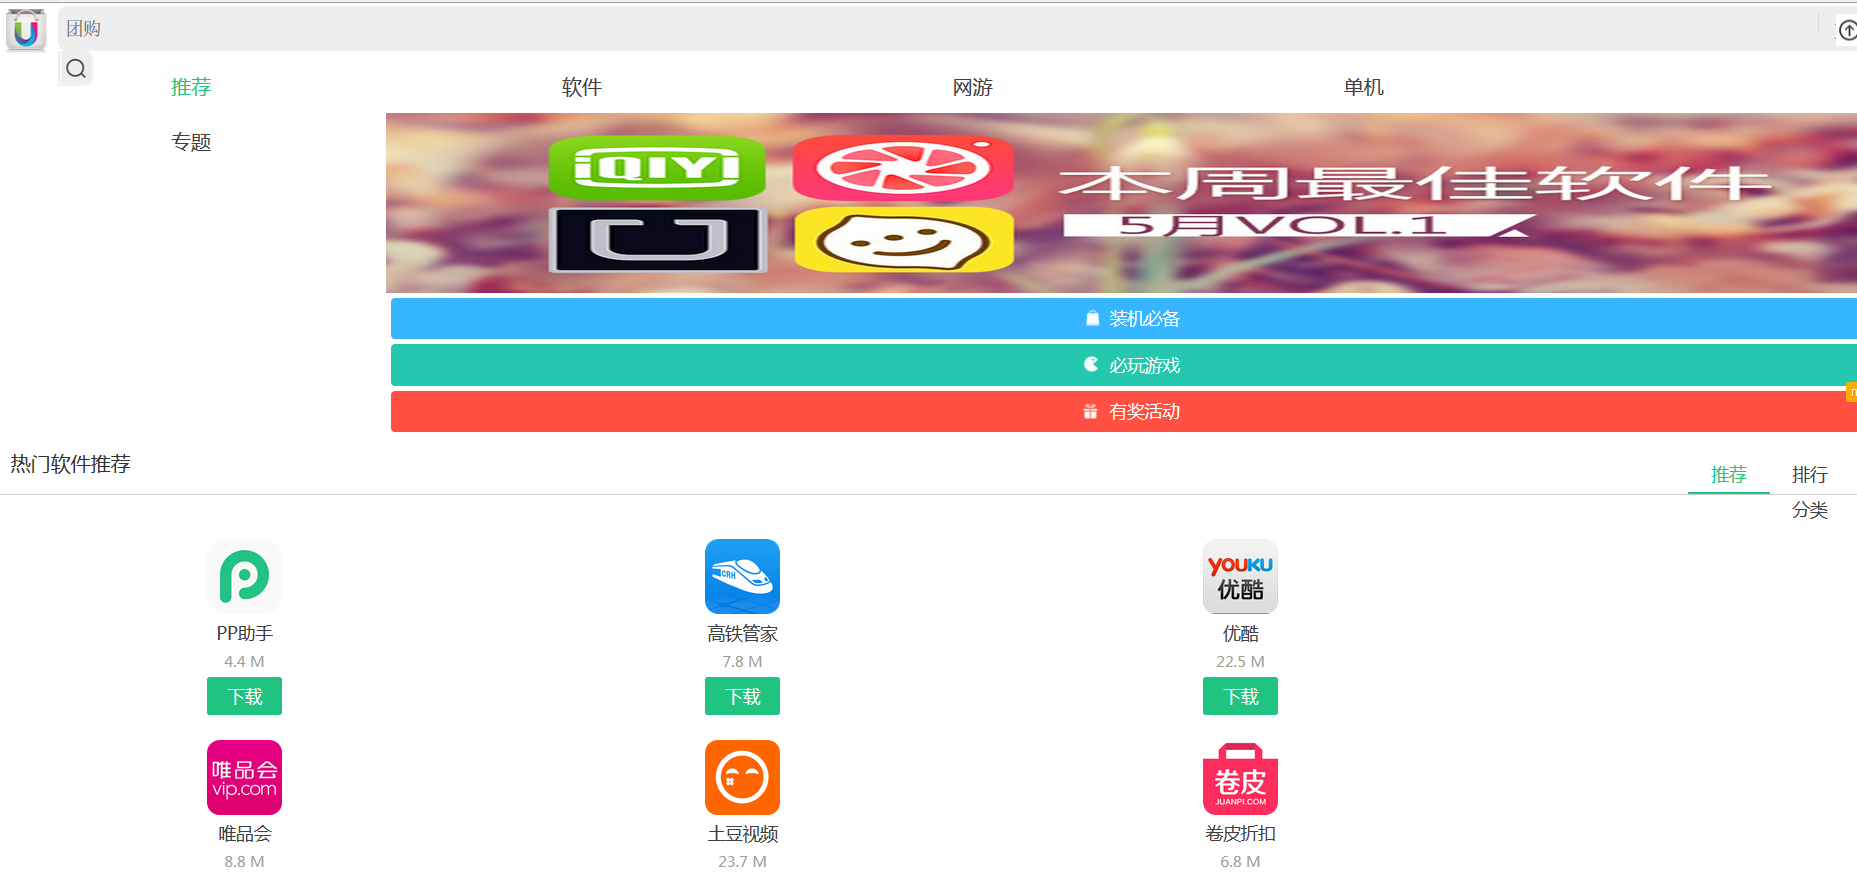 团购
推荐
软件
网游
单机
专题
iQIYI
本周最佳软件
5月VOL.1
装机必备
必玩游戏
有奖活动
热门软件推荐
推荐
排行
分类
CRH
YOUKU
优酷
PP助手
高铁管家
优酷
4.4 M
7.8 M
22.5 M
下载
下载
下载
唯品会
vip.com
卷皮
JUANPI.COM
唯品会
土豆视频
卷皮折扣
8.8 M
23.7 M
6.8 M